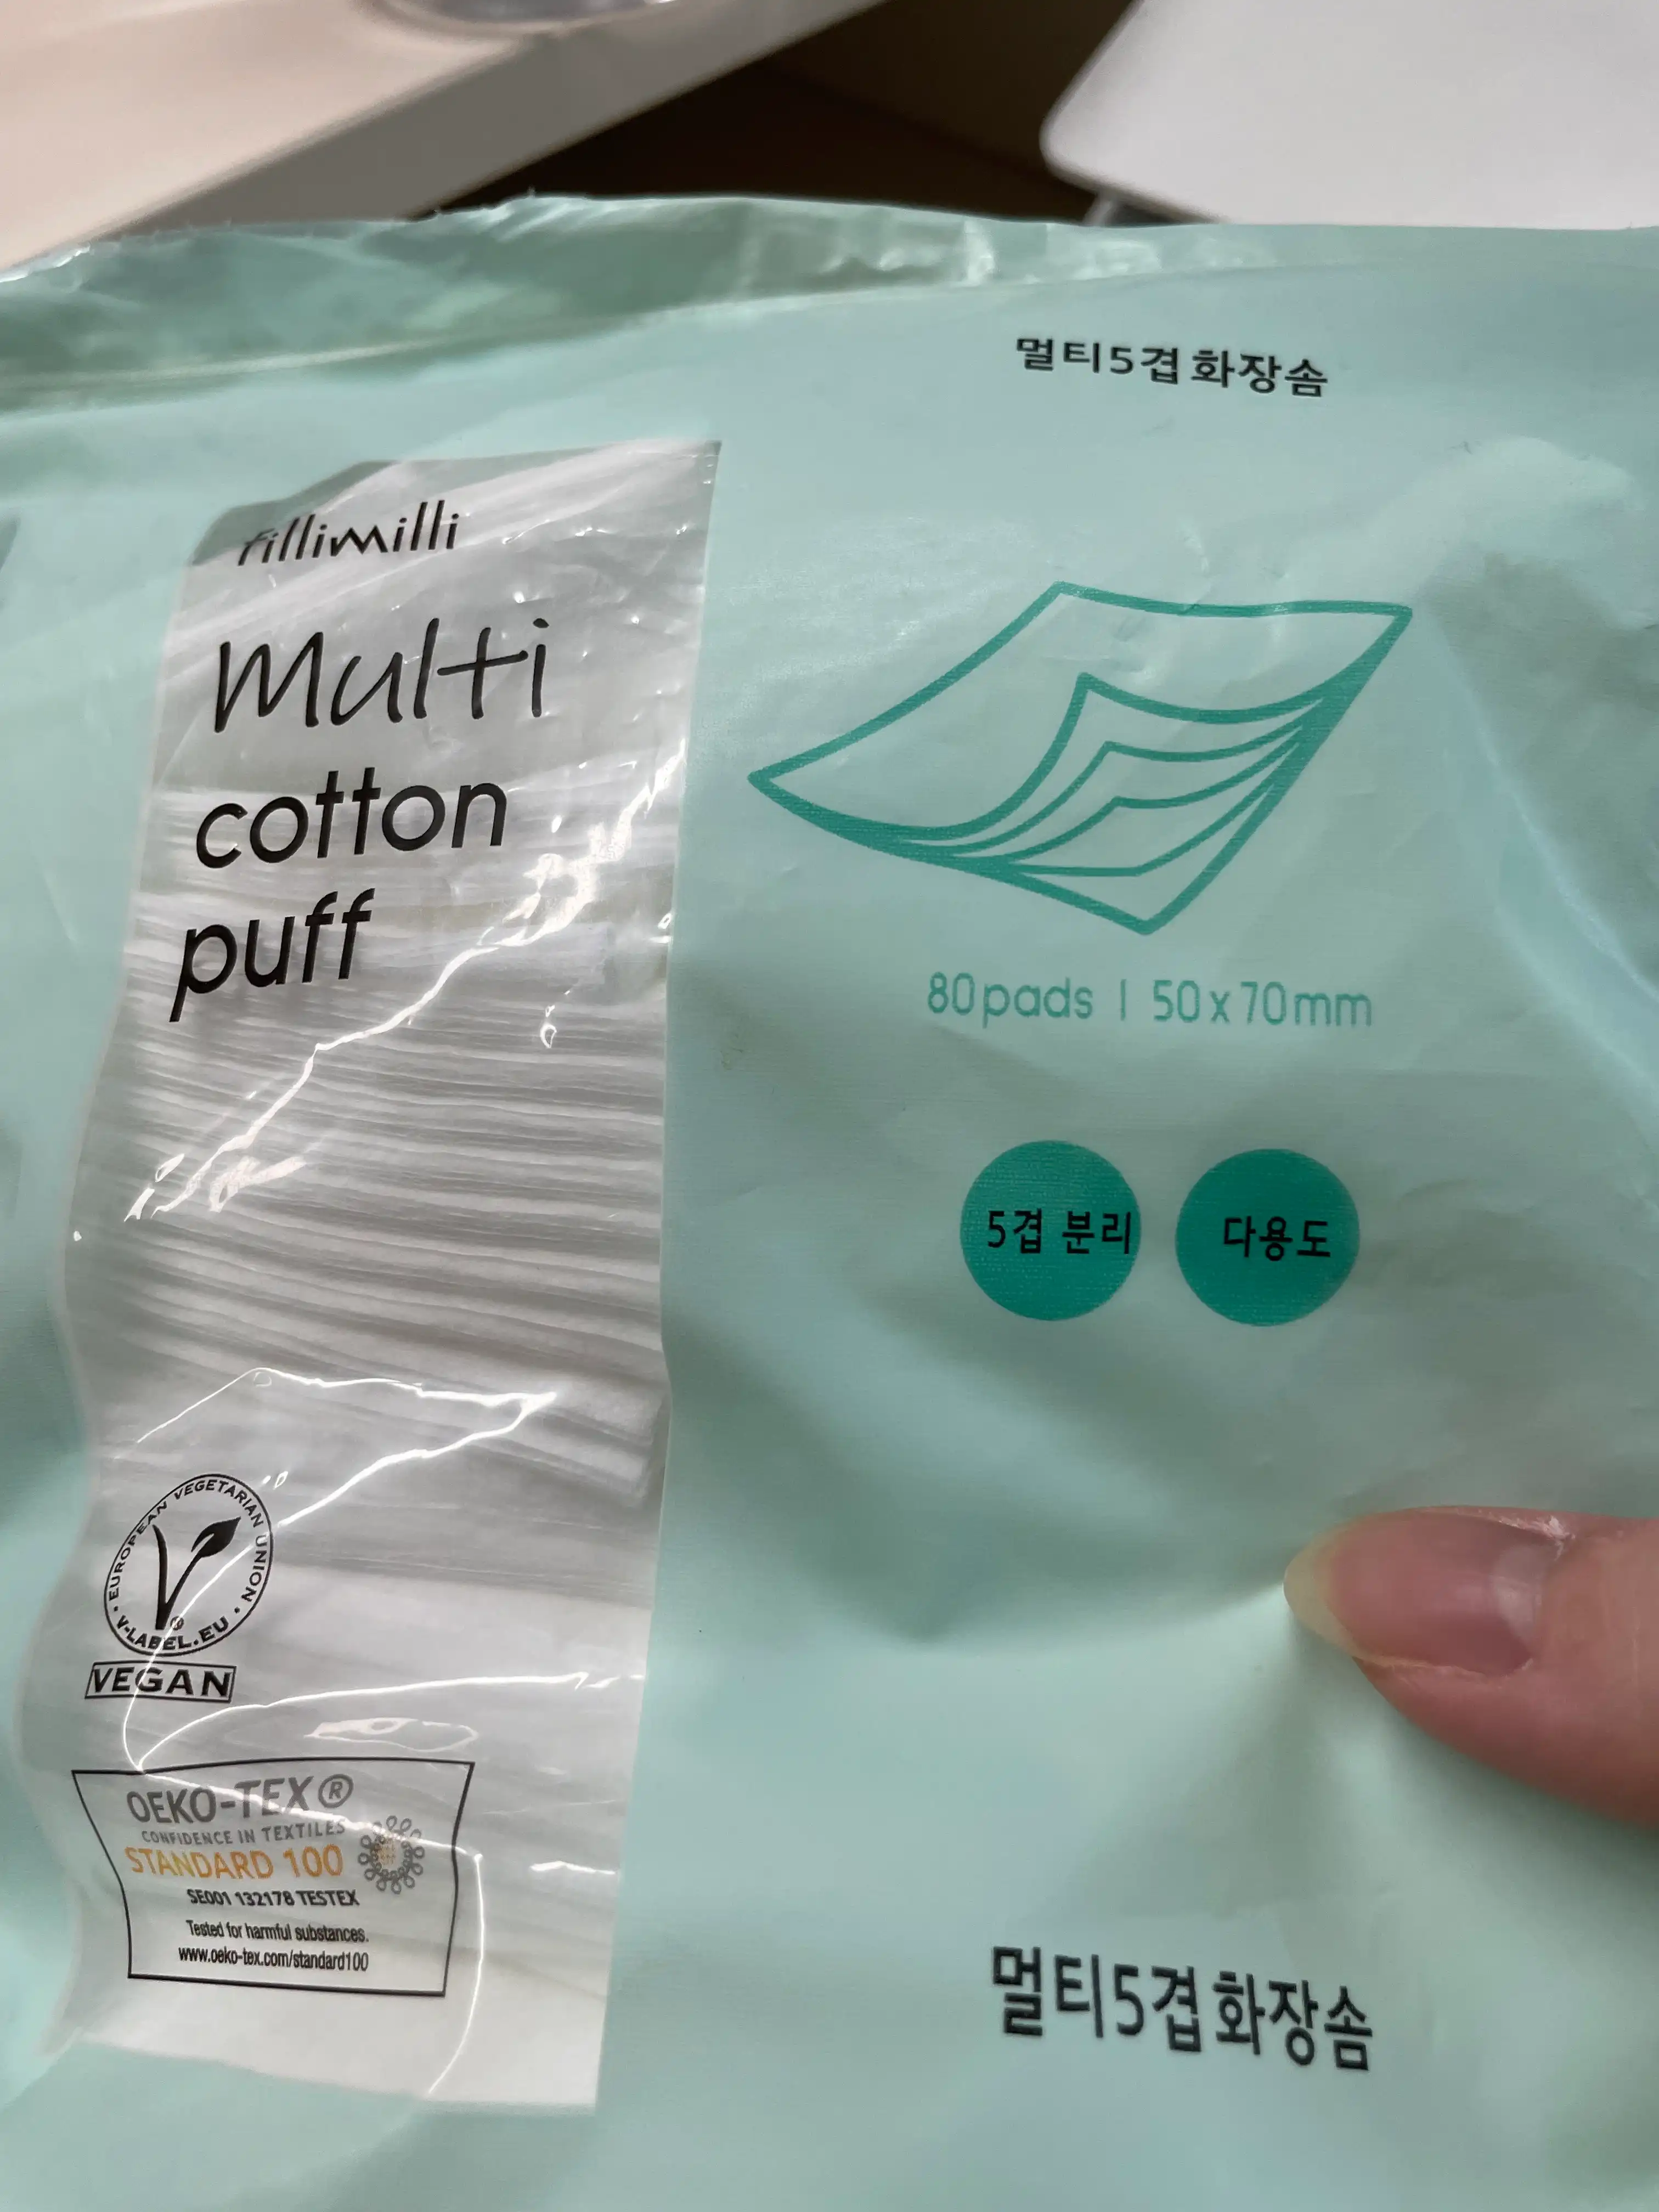 멀티5겹화장솜
fillimilli
Multi
cotton
puff
80pads | 50x70mm
5겹 분리
다용도
EUROPEAN VEGETARIAN UNION
V-LABEL.EU
VEGAN
OEKO-TEX®
CONFIDENCE IN TEXTILES
STANDARD 100
SE001 132178 TESTEX
Tested for harmful substances.
www.oeko-tex.com/standard100
멀티5겹화장솜